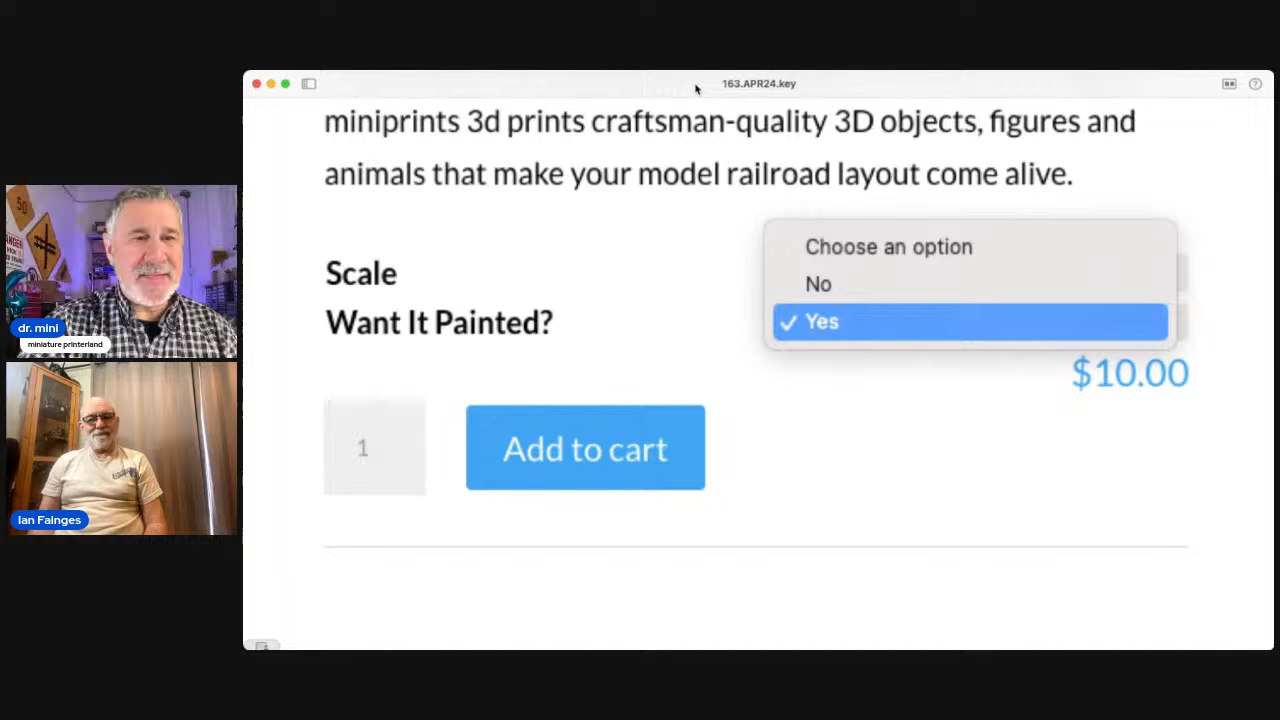 163.APR24.key
miniprints 3d prints craftsman-quality 3D objects, figures and
animals that make your model railroad layout come alive.
Scale
Want It Painted?
Choose an option
No
✓ Yes
$10.00
1
Add to cart
50
DANGER
dr. mini
miniature printerland
Ian Fainges